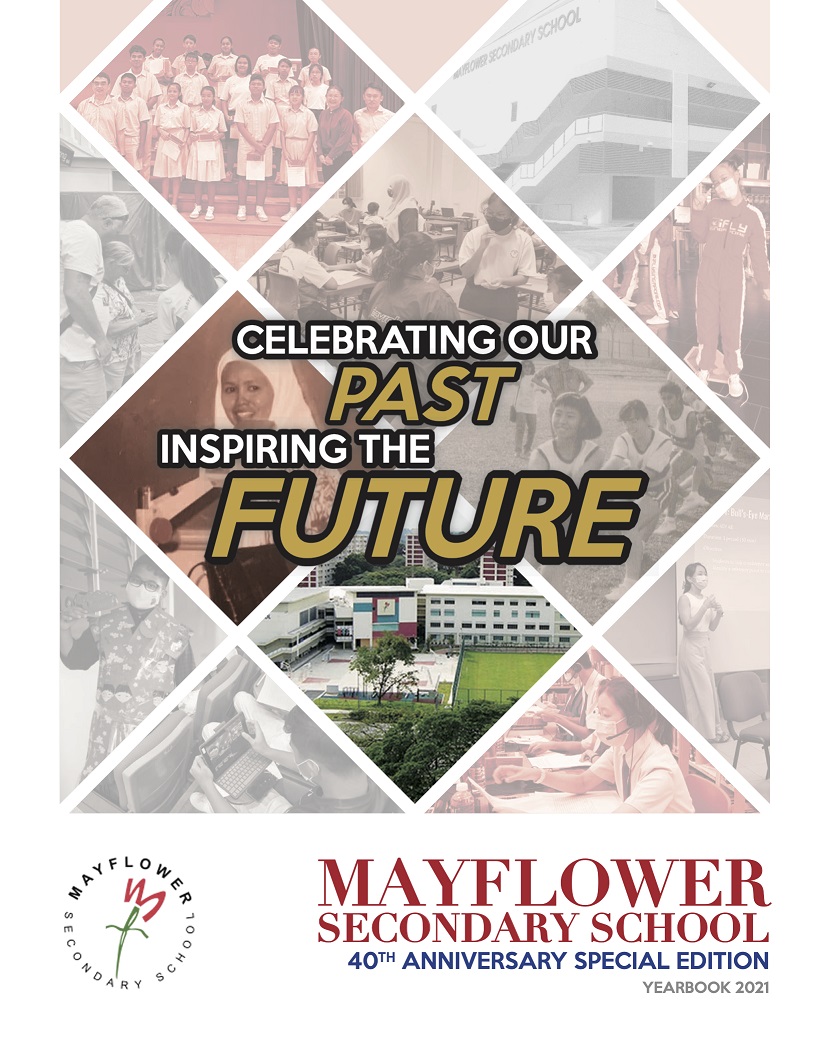 MAYFLOWER SECONDARY SCHOOL
iFLY
CELEBRATING OUR
PAST
INSPIRING THE
FUTURE
MAYFLOWER
SECONDARY SCHOOL
MAYFLOWER
SECONDARY SCHOOL
40TH ANNIVERSARY SPECIAL EDITION
YEARBOOK 2021